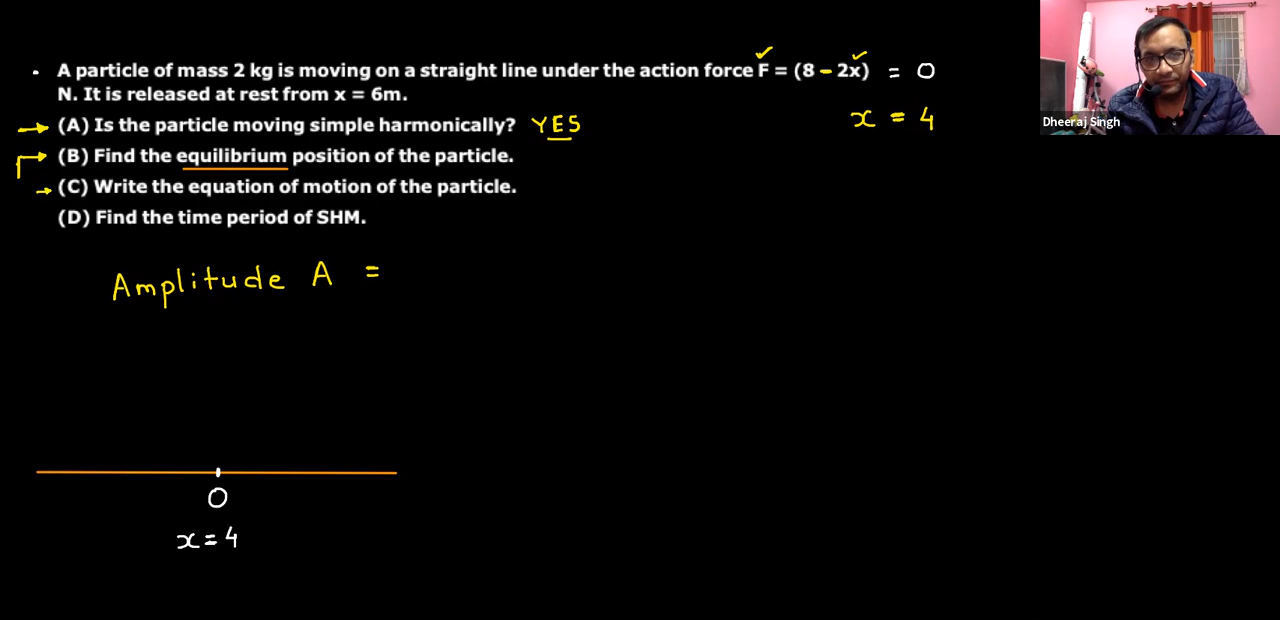 • A particle of mass 2 kg is moving on a straight line under the action force F = (8 – 2x) = 0
N. It is released at rest from x = 6m.
x = 4
(A) Is the particle moving simple harmonically? YES
(B) Find the equilibrium position of the particle.
(C) Write the equation of motion of the particle.
(D) Find the time period of SHM.
Amplitude A =
O
x = 4
Dheeraj Singh